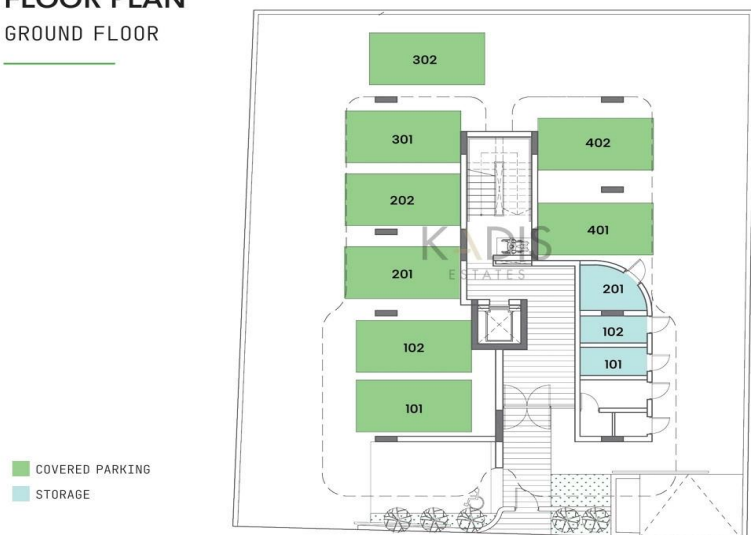 FLOOR PLAN
GROUND FLOOR
302
301
402
202
401
201
KADIS
ESTATES
201
102
102
101
101
COVERED PARKING
STORAGE